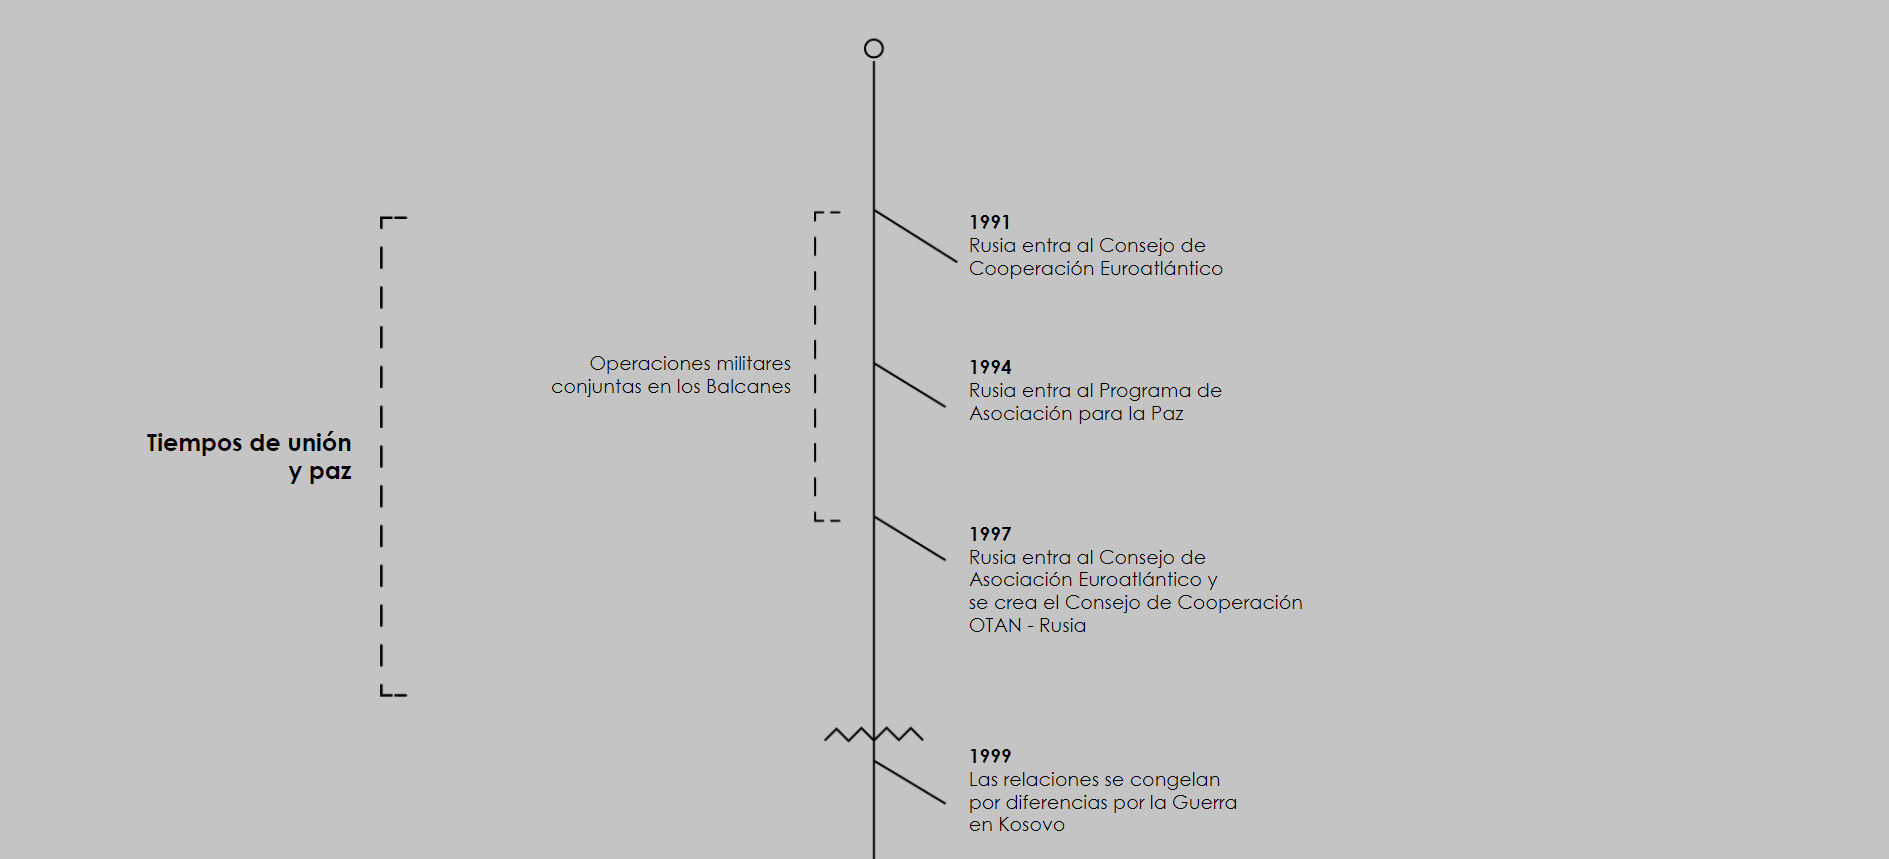 1991
Rusia entra al Consejo de
Cooperación Euroatlántico
Operaciones militares
conjuntas en los Balcanes
1994
Rusia entra al Programa de
Asociación para la Paz
Tiempos de unión
y paz
1997
Rusia entra al Consejo de
Asociación Euroatlántico y
se crea el Consejo de Cooperación
OTAN - Rusia
1999
Las relaciones se congelan
por diferencias por la Guerra
en Kosovo